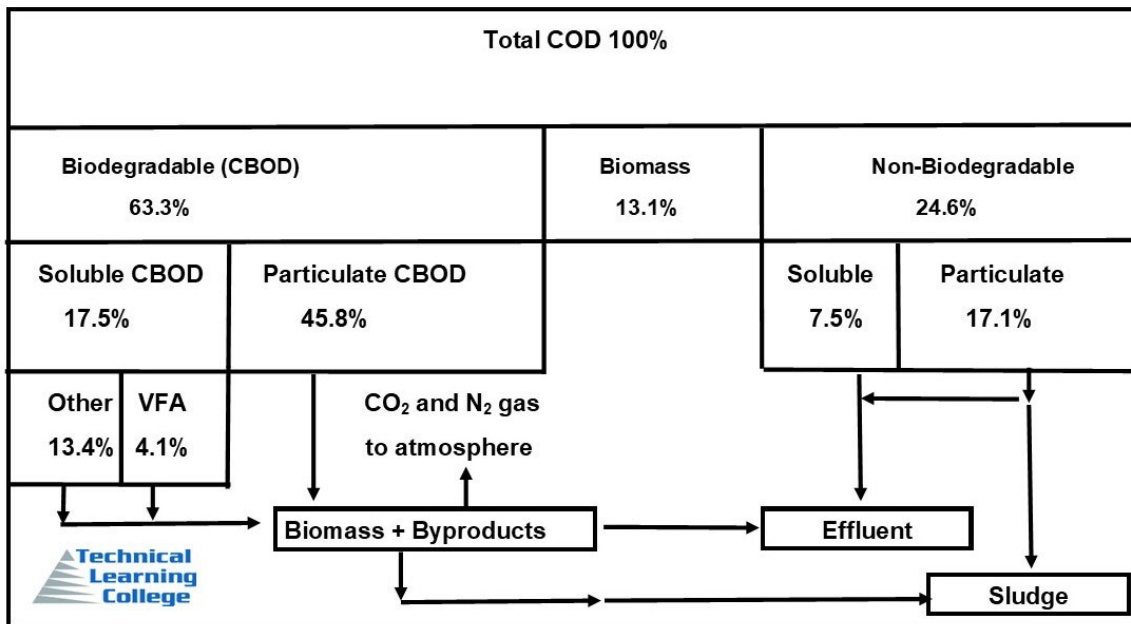 Total COD 100%
Biodegradable (CBOD)
63.3%
Biomass
13.1%
Non-Biodegradable
24.6%
Soluble CBOD
17.5%
Particulate CBOD
45.8%
Soluble
7.5%
Particulate
17.1%
Other
13.4%
VFA
4.1%
CO₂ and N₂ gas
to atmosphere
Biomass + Byproducts
Effluent
Sludge
Technical
Learning
College